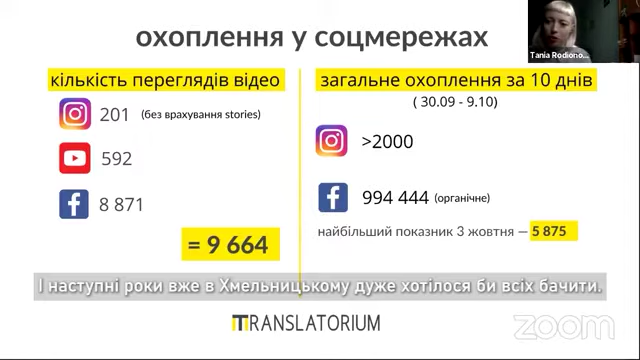 охоплення у соцмережах
Tania Rodiono...
кількість переглядів відео
201 (без врахування stories)
592
8 871
= 9 664
загальне охоплення за 10 днів
( 30.09 - 9.10)
>2000
994 444 (органічне)
найбільший показник 3 жовтня — 5 875
І наступні роки вже в Хмельницькому дуже хотілося би всіх бачити.
TRANSLATORIUM
zoom